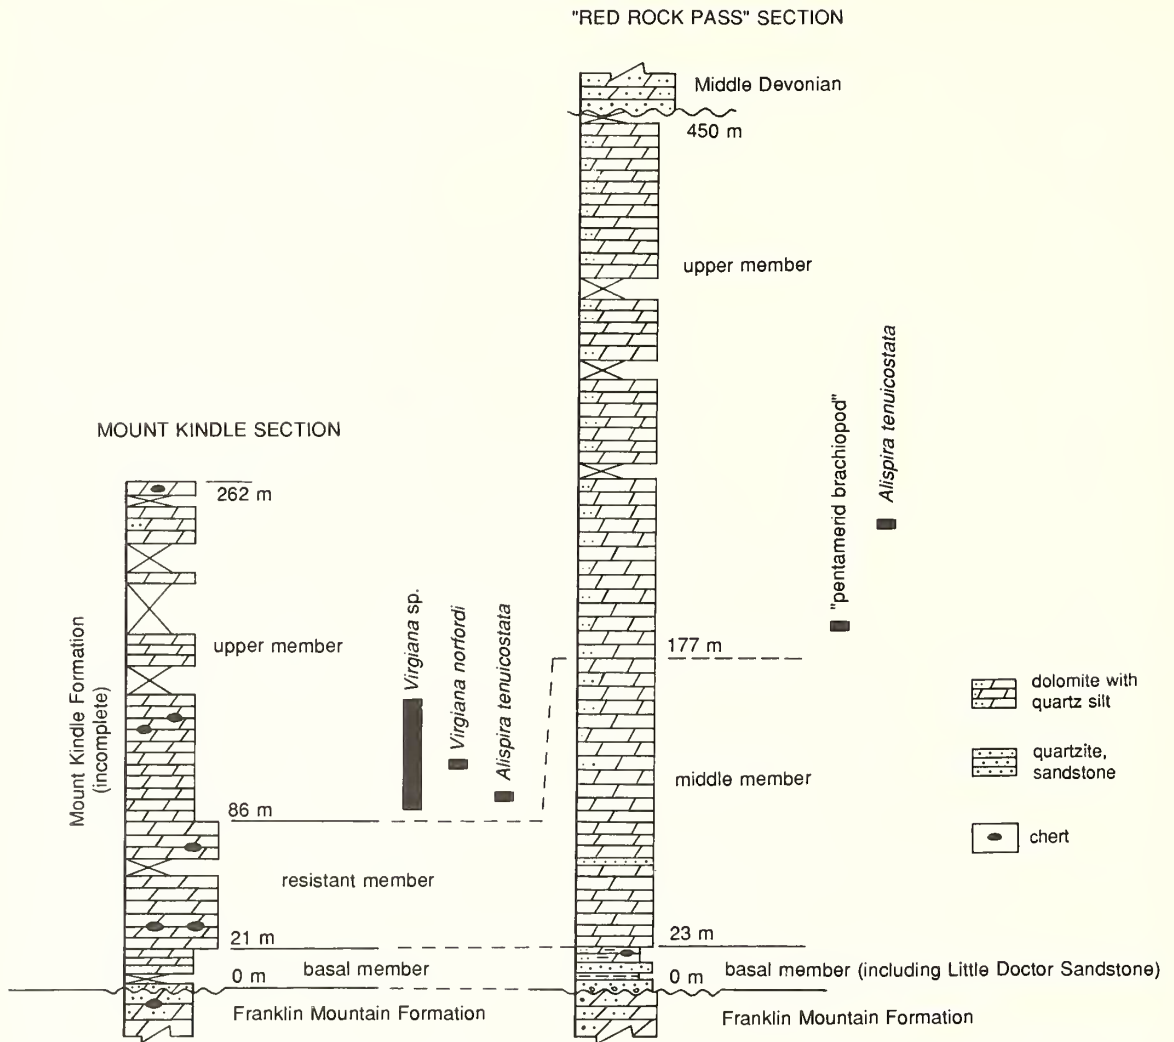 "RED ROCK PASS" SECTION
Middle Devonian
450 m
upper member
Alispira tenuicostata
"pentamerid brachiopod"
177 m
middle member
23 m
0 m
basal member (including Little Doctor Sandstone)
Franklin Mountain Formation
MOUNT KINDLE SECTION
262 m
Mount Kindle Formation
(incomplete)
upper member
Virgiana sp.
Virgiana norfordi
Alispira tenuicostata
86 m
resistant member
21 m
basal member
0 m
Franklin Mountain Formation
dolomite with
quartz silt
quartzite,
sandstone
chert